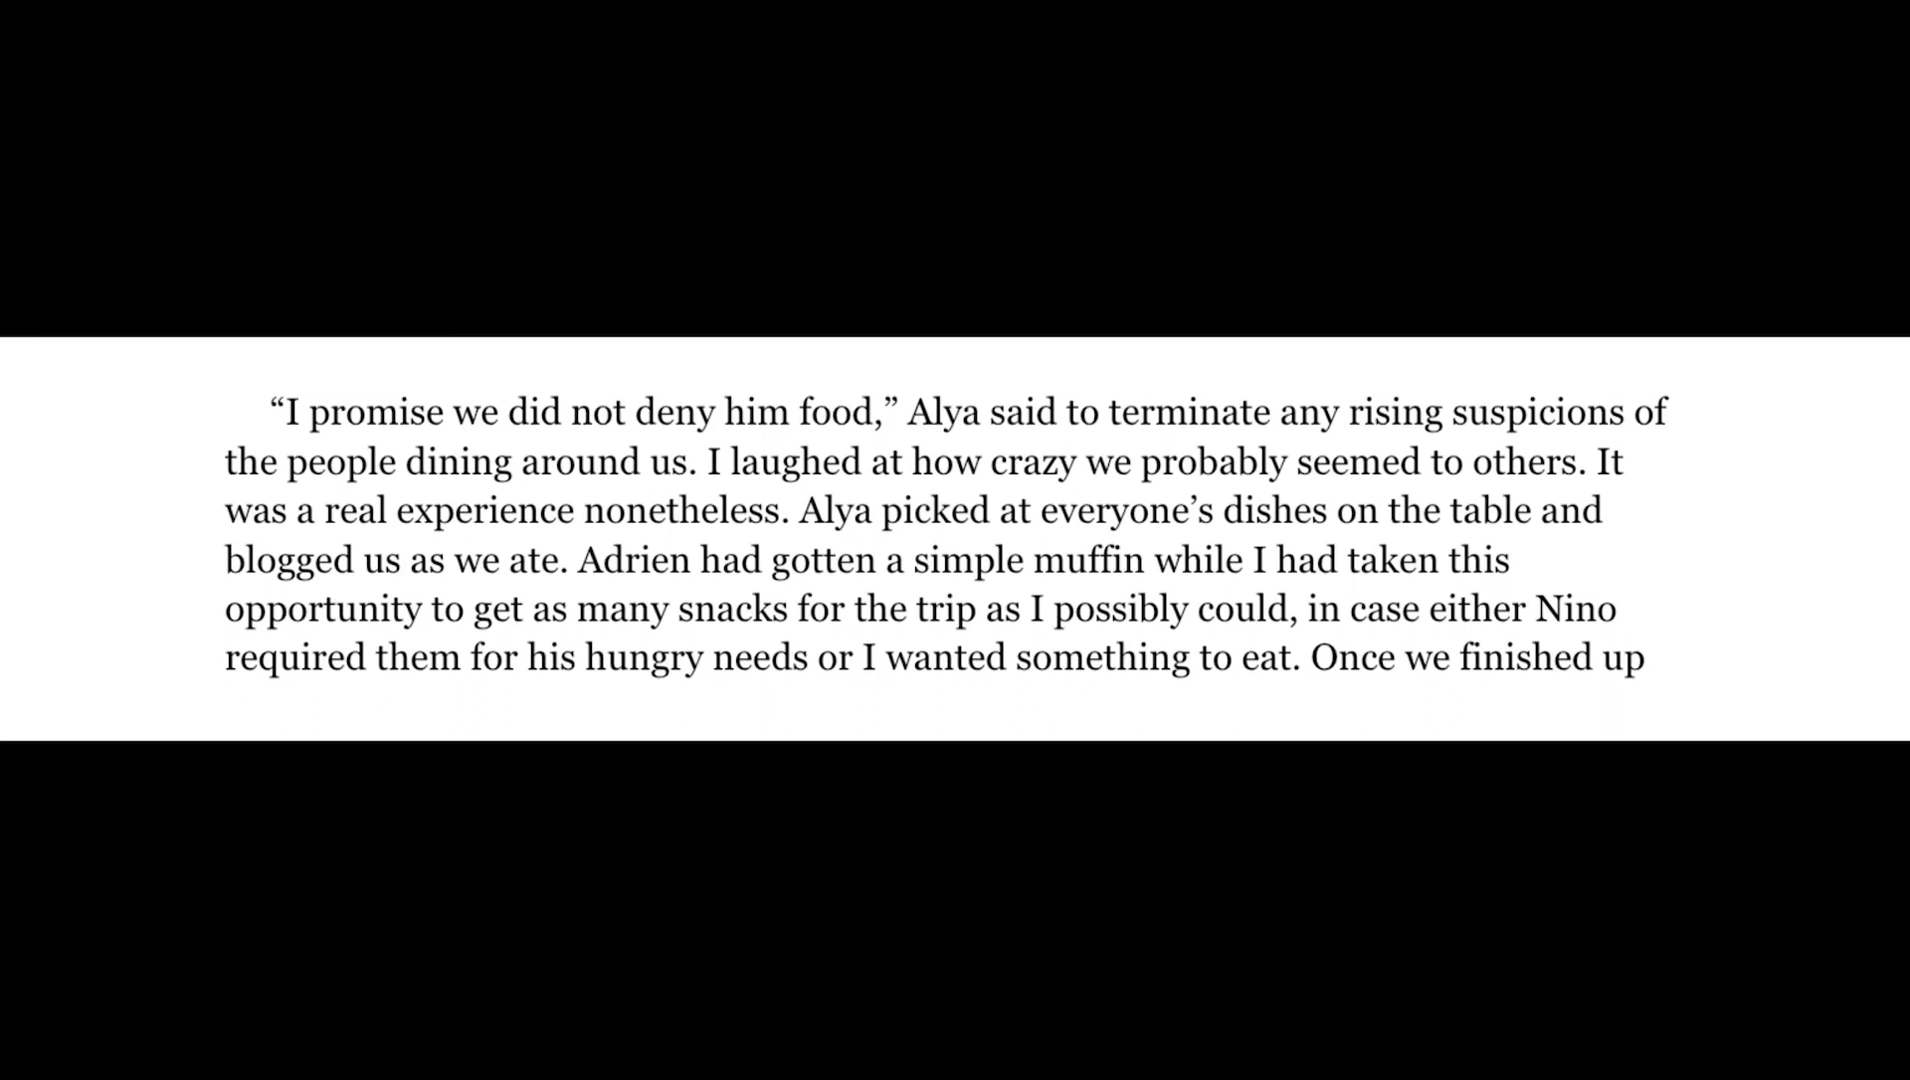 “I promise we did not deny him food,” Alya said to terminate any rising suspicions of
the people dining around us. I laughed at how crazy we probably seemed to others. It
was a real experience nonetheless. Alya picked at everyone’s dishes on the table and
blogged us as we ate. Adrien had gotten a simple muffin while I had taken this
opportunity to get as many snacks for the trip as I possibly could, in case either Nino
required them for his hungry needs or I wanted something to eat. Once we finished up